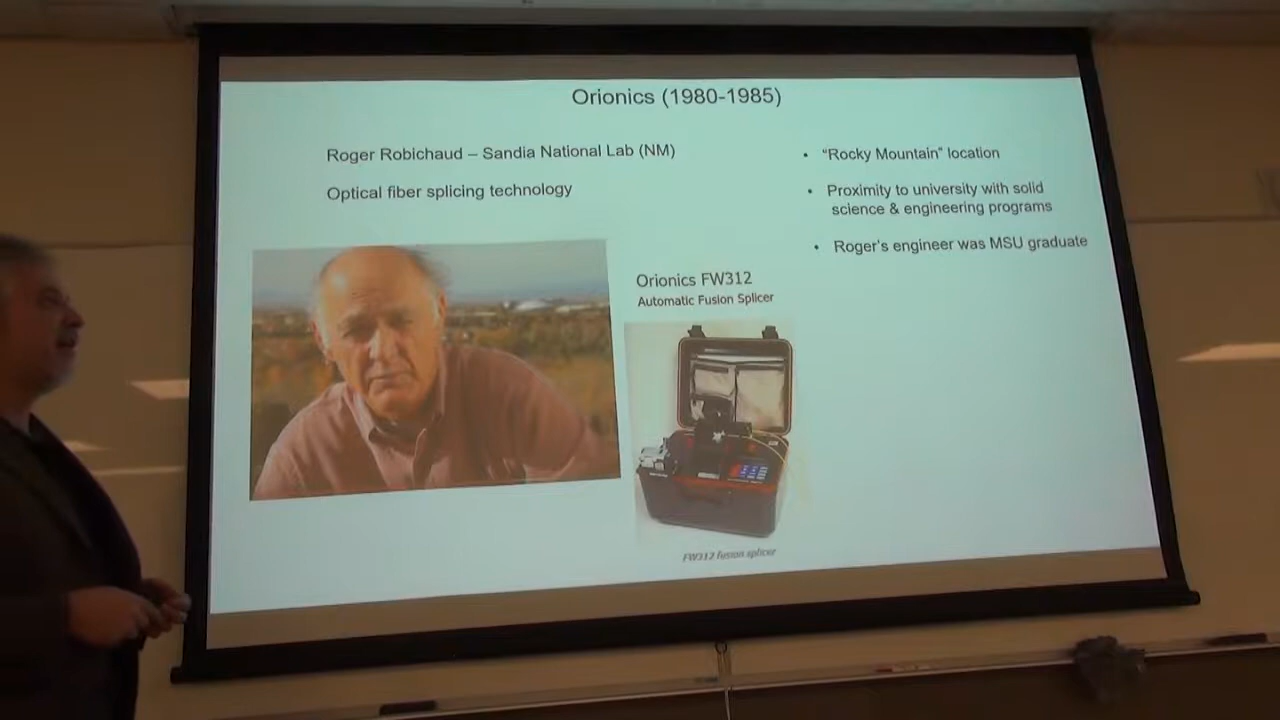 Orionics (1980-1985)
Roger Robichaud – Sandia National Lab (NM)
Optical fiber splicing technology
• "Rocky Mountain" location
• Proximity to university with solid
science & engineering programs
• Roger's engineer was MSU graduate
Orionics FW312
Automatic Fusion Splicer
FW312 fusion splicer